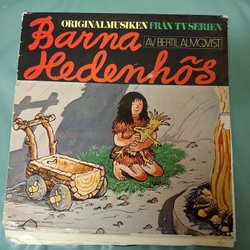 ORIGINALMUSIKEN FRÅN TV SERIEN
Barna
AV BERTIL ALMQVIST
Hedenhös